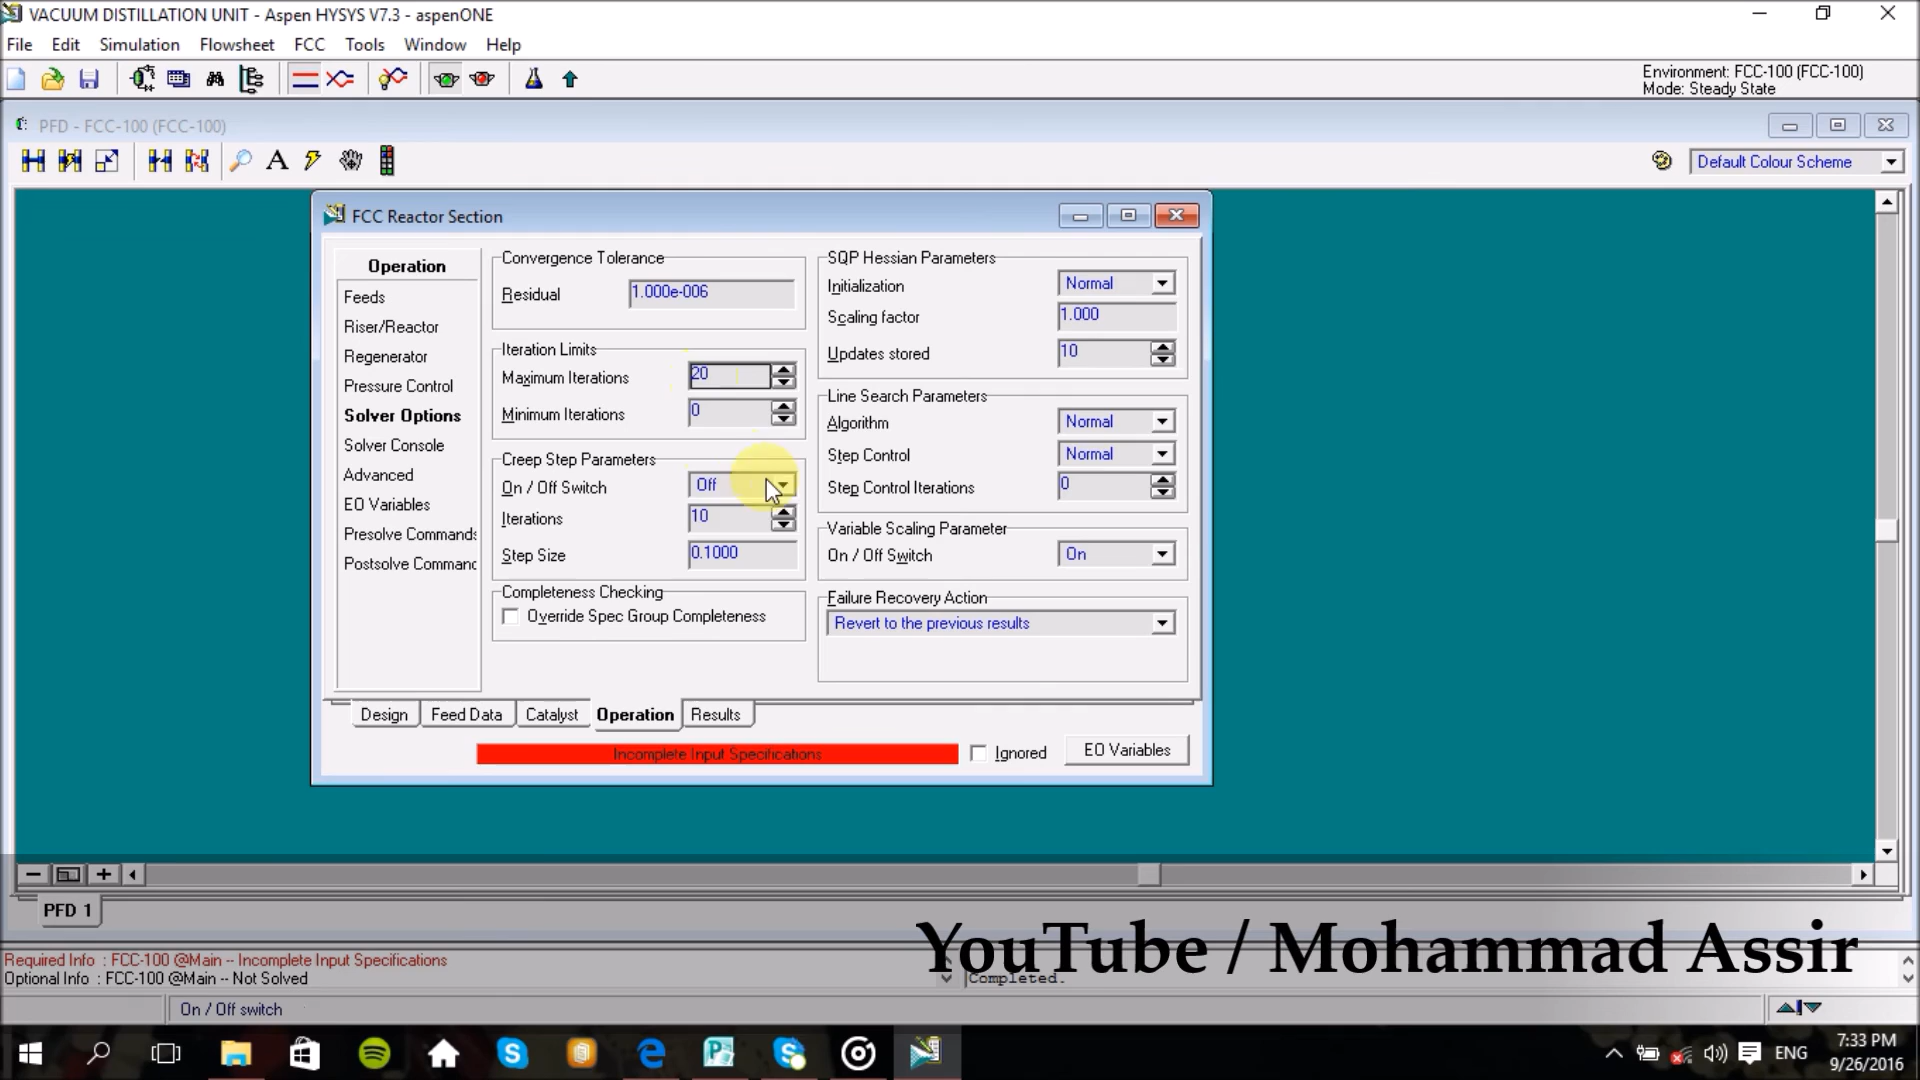 VACUUM DISTILLATION UNIT - Aspen HYSYS V7.3 - aspenONE
File Edit Simulation Flowsheet FCC Tools Window Help
Environment: FCC-100 (FCC-100)
Mode: Steady State
PFD - FCC-100 (FCC-100)
A
Default Colour Scheme
FCC Reactor Section
Operation
Feeds
Riser/Reactor
Regenerator
Pressure Control
Solver Options
Solver Console
Advanced
EO Variables
Presolve Commands
Postsolve Command
Convergence Tolerance
Residual 1.000e-006
Iteration Limits
Maximum Iterations 20
Minimum Iterations 0
Creep Step Parameters
On / Off Switch Off
Iterations 10
Step Size 0.1000
Completeness Checking
Override Spec Group Completeness
SQP Hessian Parameters
Initialization Normal
Scaling factor 1.000
Updates stored 10
Line Search Parameters
Algorithm Normal
Step Control Normal
Step Control Iterations 0
Variable Scaling Parameter
On / Off Switch On
Failure Recovery Action
Revert to the previous results
Design Feed Data Catalyst Operation Results
Incomplete Input Specifications
Ignored
EO Variables
PFD 1
YouTube / Mohammad Assir
Required Info : FCC-100 @Main -- Incomplete Input Specifications
Optional Info : FCC-100 @Main -- Not Solved
Completed.
On / Off switch
ENG
7:33 PM
9/26/2016